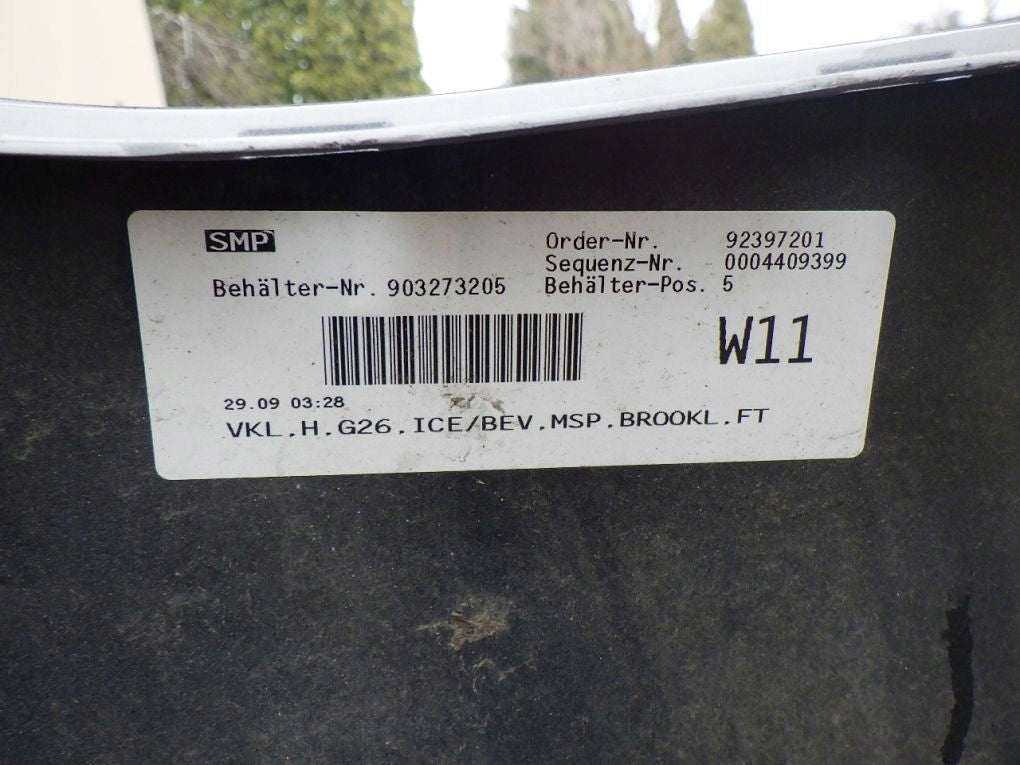 SMP
Order-Nr. 92397201
Sequenz-Nr. 0004409399
Behälter-Nr. 903273205 Behälter-Pos. 5
W11
29.09 03:28
VKL.H.G26.ICE/BEV.MSP.BROOKL.FT